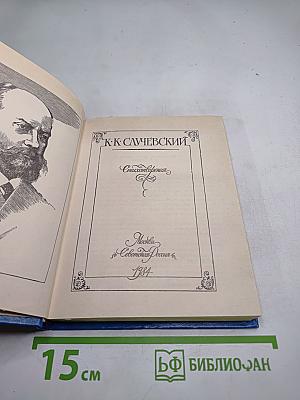 К·К·СЛУЧЕВСКИЙ
Стихотворения
Москва
«Советская Россия»
1984
15 см
БФ БИБЛИОФАН